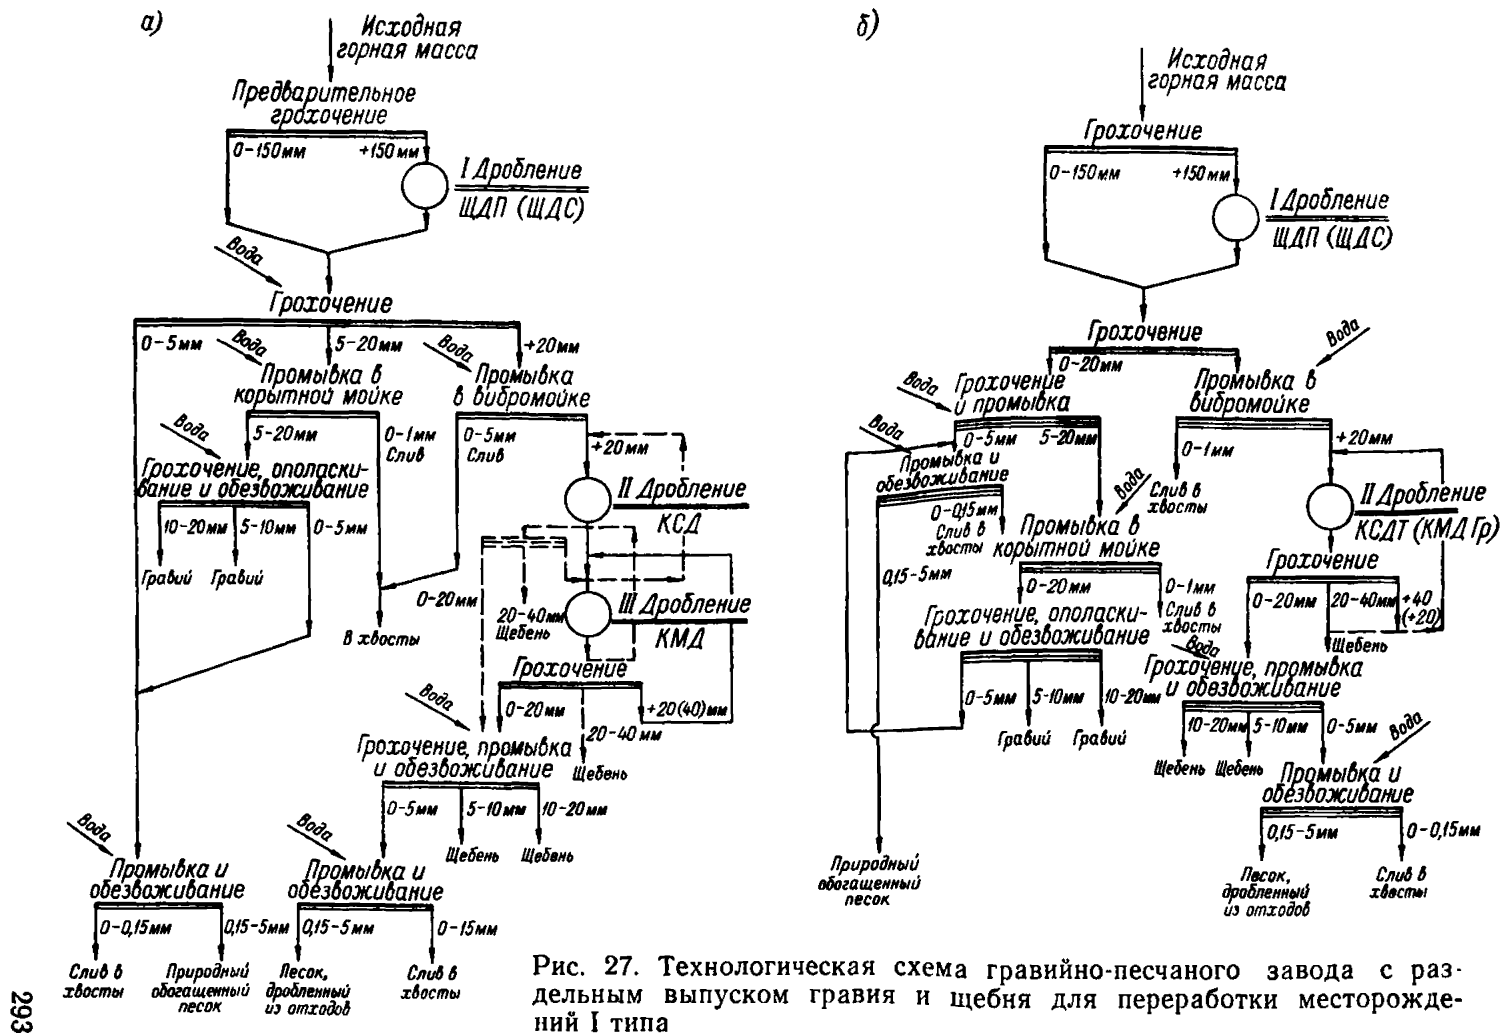 а)
Исходная
горная масса
Предварительное
грохочение
0-150мм
+150мм
I Дробление
ЩДП (ЩДС)
Вода
Грохочение
0-5мм
Вода
5-20мм
Вода
+20мм
Промывка в
корытной мойке
Промывка
в вибромойке
Вода
5-20мм
0-1мм
Слив
0-5мм
Слив
+20мм
Грохочение, ополаски-
вание и обезвоживание
10-20мм
5-10мм
0-5мм
Гравий
Гравий
II Дробление
КСД
0-20мм
20-40мм
Щебень
III Дробление
КМД
В хвосты
Грохочение
Вода
0-20мм
+20(40)мм
20-40мм
Щебень
Грохочение, промывка
и обезвоживание
0-5мм
5-10мм
10-20мм
Щебень
Щебень
Вода
Вода
Промывка и
обезвоживание
Промывка и
обезвоживание
0-0,15мм
0,15-5мм
0,15-5мм
0-15мм
Слив в
хвосты
Природный
обогащенный
песок
Песок,
дробленный
из отходов
Слив в
хвосты
б)
Исходная
горная масса
Грохочение
0-150мм
+150мм
I Дробление
ЩДП (ЩДС)
Грохочение
0-20мм
Вода
Вода
Грохочение
и промывка
Промывка в
вибромойке
Вода
0-5мм
5-20мм
0-1мм
+20мм
Промывка и
обезвоживание
Вода
Слив в
хвосты
II Дробление
КСДТ (КМД Гр)
0-0,15мм
Слив в
хвосты
Промывка в
корытной мойке
0,15-5мм
0-20мм
0-1мм
Слив в
хвосты
Грохочение
0-20мм
20-40мм
+40
(+20)
Щебень
Грохочение, ополаски-
вание и обезвоживание
Вода
Грохочение, промывка
и обезвоживание
0-5мм
5-10мм
10-20мм
Гравий
Гравий
10-20мм
5-10мм
0-5мм
Вода
Щебень
Щебень
Промывка и
обезвоживание
0,15-5мм
0-0,15мм
Природный
обогащенный
песок
Песок,
дробленный
из отходов
Слив в
хвосты
Рис. 27. Технологическая схема гравийно-песчаного завода с раз-
дельным выпуском гравия и щебня для переработки месторожде-
ний I типа
293